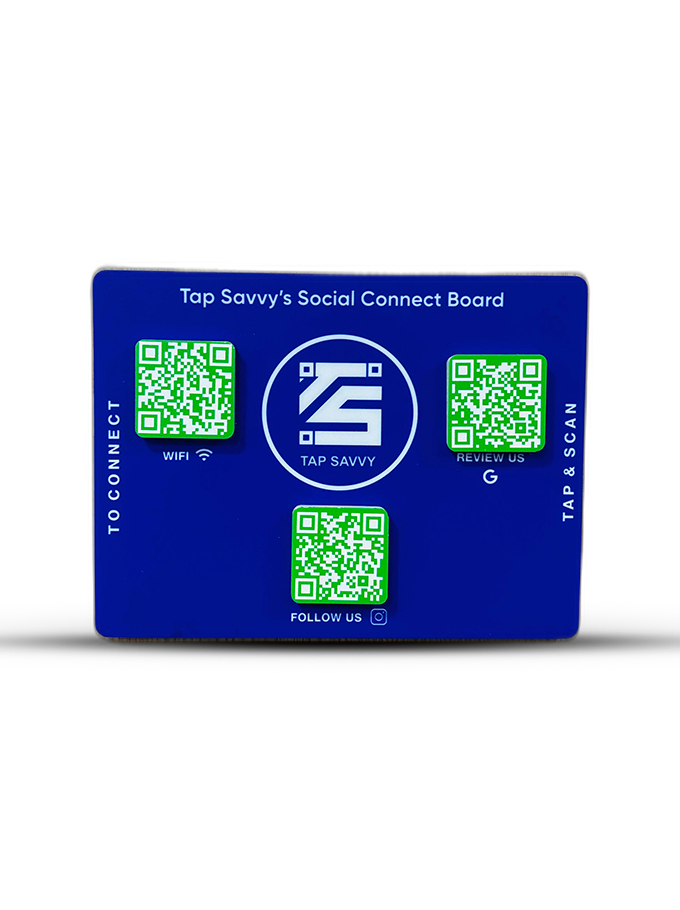 Tap Savvy's Social Connect Board
TO CONNECT
TS
TAP SAVVY
WIFI
REVIEW US
G
TAP & SCAN
FOLLOW US